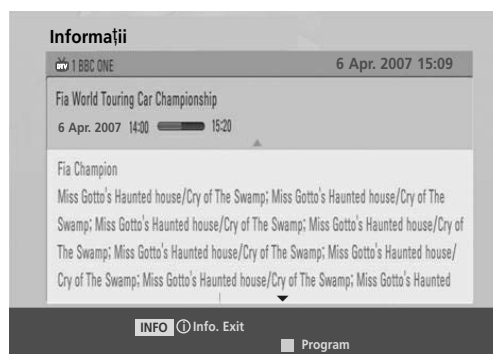 Informații
DTV 1 BBC ONE 6 Apr. 2007 15:09
Fia World Touring Car Championship
6 Apr. 2007 14:00 15:20
Fia Champion
Miss Gotto's Haunted house/Cry of The Swamp; Miss Gotto's Haunted house/Cry of The
Swamp; Miss Gotto's Haunted house/Cry of The Swamp; Miss Gotto's Haunted house/Cry of
The Swamp; Miss Gotto's Haunted house/Cry of The Swamp; Miss Gotto's Haunted house/
Cry of The Swamp; Miss Gotto's Haunted house/Cry of The Swamp; Miss Gotto's Haunted
INFO i Info. Exit
Program